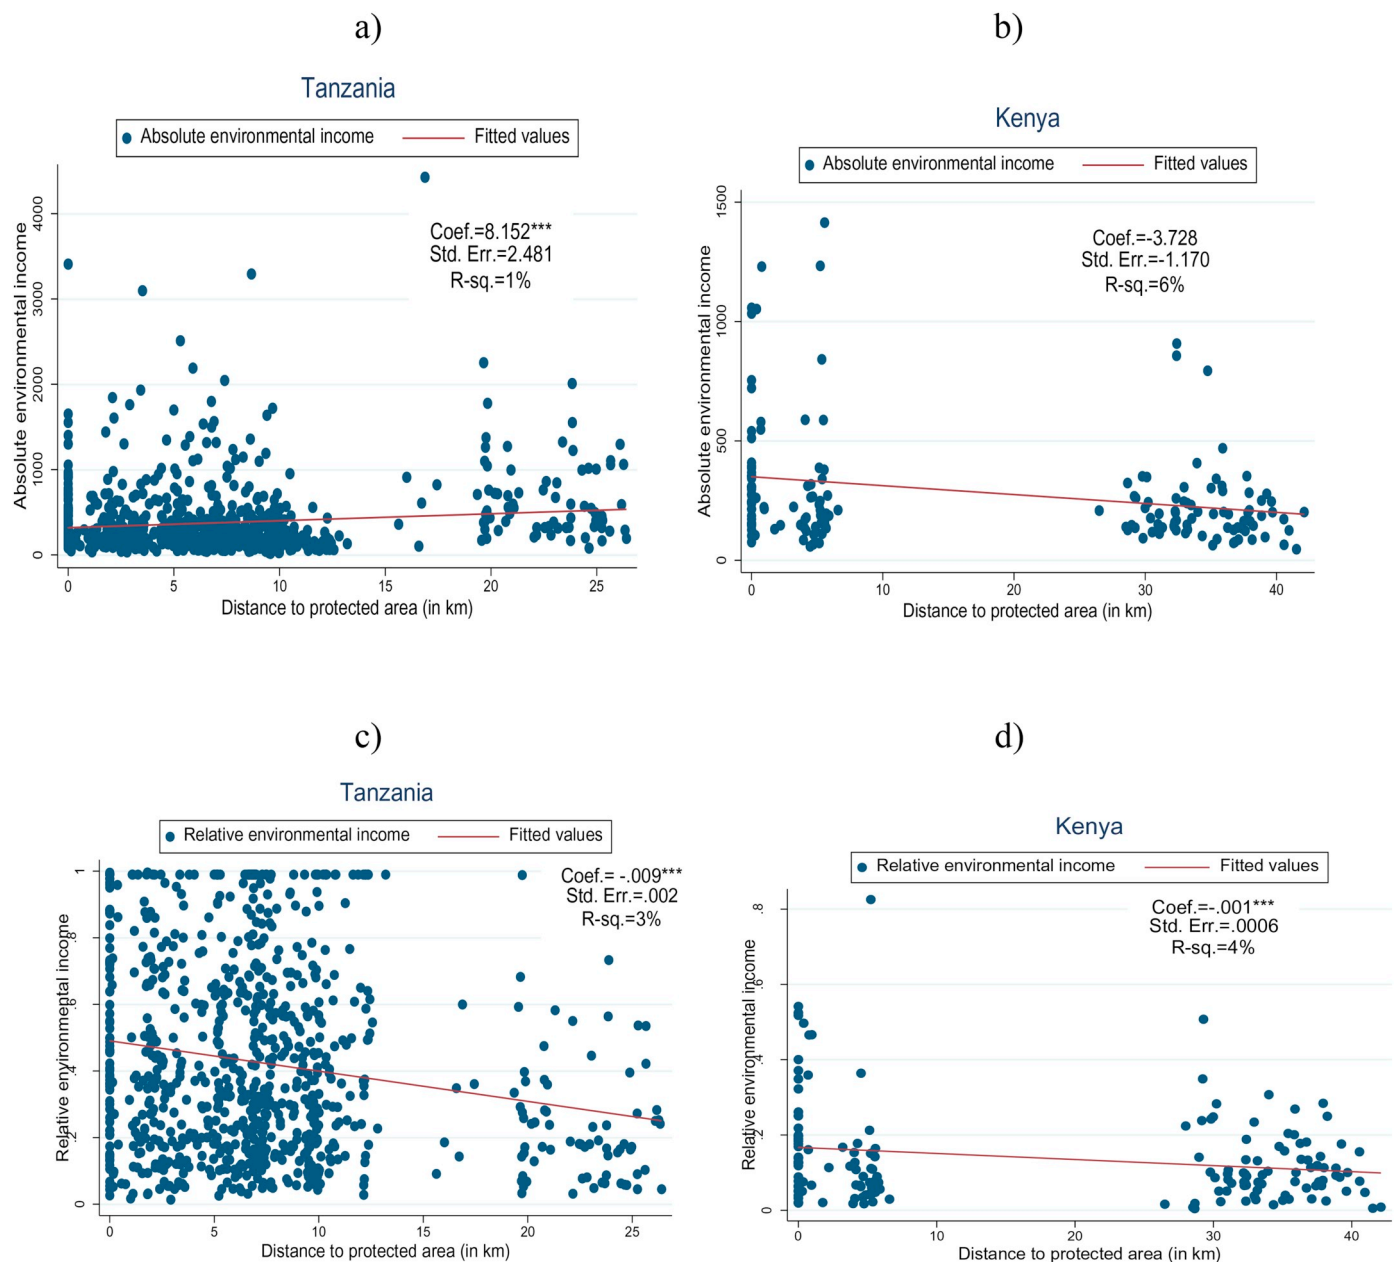 a)
Tanzania
Absolute environmental income Fitted values
Coef.=8.152***
Std. Err.=2.481
R-sq.=1%
Absolute environmental income
4000
3000
2000
1000
0
0 5 10 15 20 25
Distance to protected area (in km)
b)
Kenya
Absolute environmental income Fitted values
Coef.=-3.728
Std. Err.=-1.170
R-sq.=6%
Absolute environmental income
1500
1000
500
0
0 10 20 30 40
Distance to protected area (in km)
c)
Tanzania
Relative environmental income Fitted values
Coef.= -.009***
Std. Err.=.002
R-sq.=3%
Relative environmental income
1
.8
.6
.4
.2
0
0 5 10 15 20 25
Distance to protected area (in km)
d)
Kenya
Relative environmental income Fitted values
Coef.=-.001***
Std. Err.=.0006
R-sq.=4%
Relative environmental income
.8
.6
.4
.2
0
0 10 20 30 40
Distance to protected area (in km)